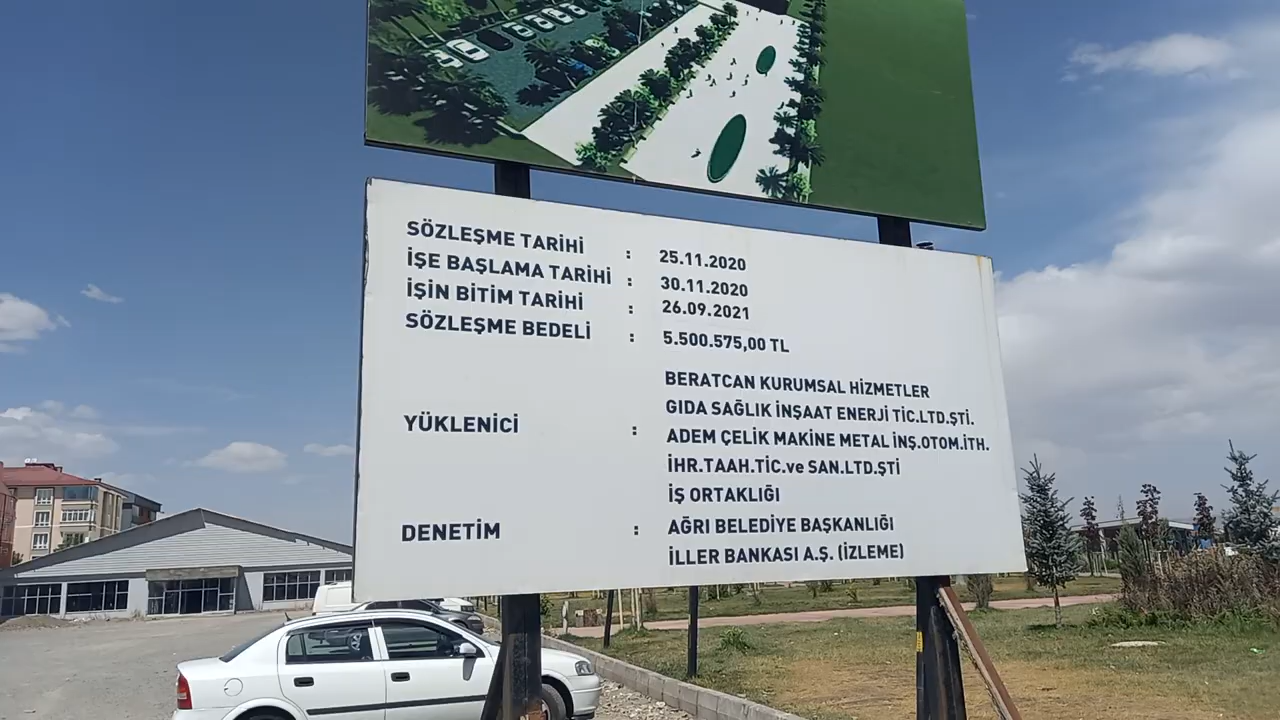 SÖZLEŞME TARİHİ : 25.11.2020
İŞE BAŞLAMA TARİHİ : 30.11.2020
İŞİN BİTİM TARİHİ : 26.09.2021
SÖZLEŞME BEDELİ : 5.500.575,00 TL
BERATCAN KURUMSAL HİZMETLER
GIDA SAĞLIK İNŞAAT ENERJİ TİC.LTD.ŞTİ.
YÜKLENİCİ : ADEM ÇELİK MAKİNE METAL İNŞ.OTOM.İTH.
İHR.TAAH.TİC.ve SAN.LTD.ŞTİ
İŞ ORTAKLIĞI
DENETİM : AĞRI BELEDİYE BAŞKANLIĞI
İLLER BANKASI A.Ş. (İZLEME)